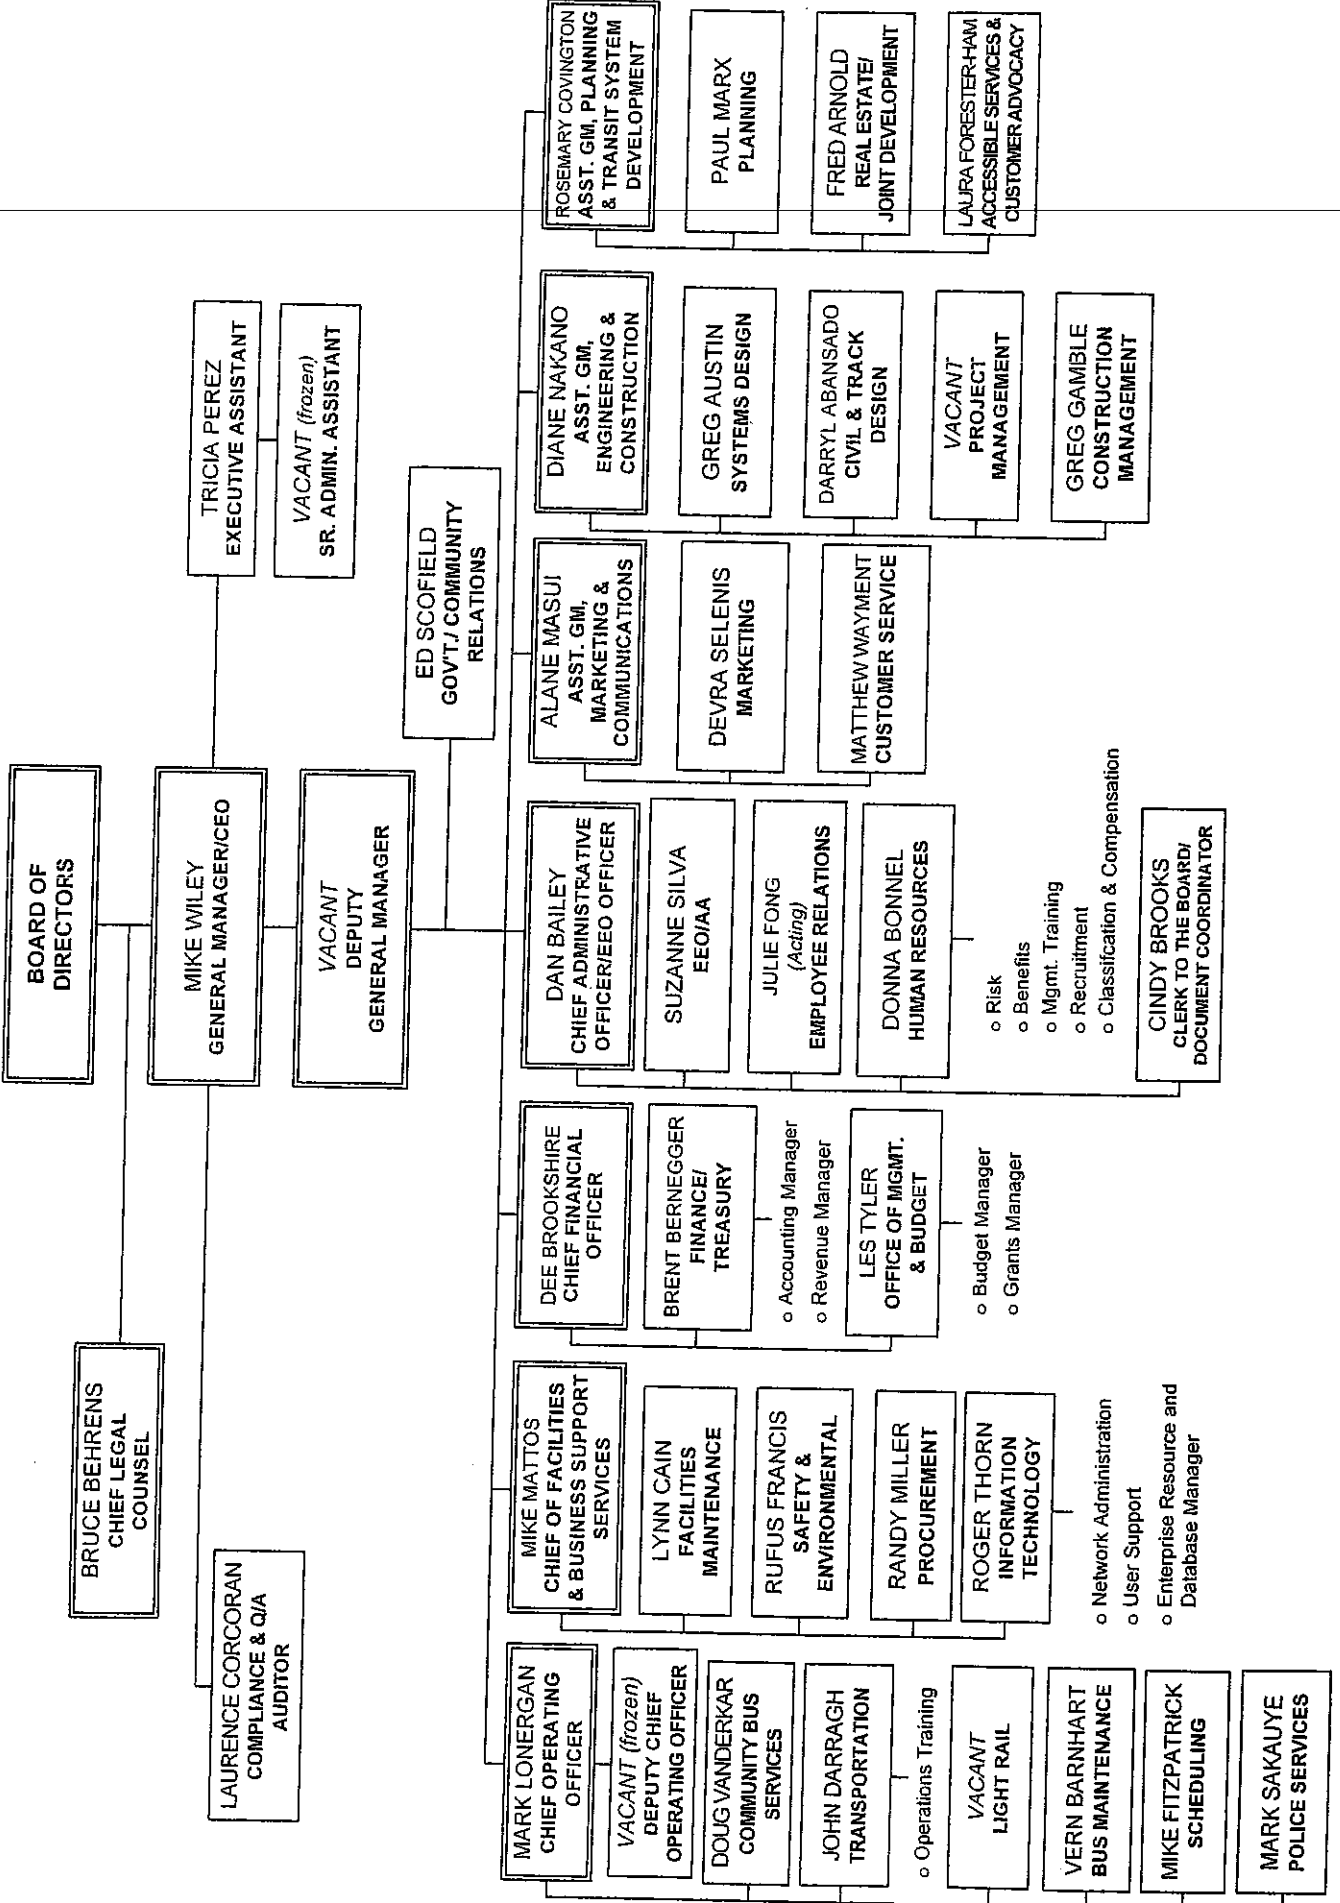 BOARD OF
DIRECTORS
BRUCE BEHRENS
CHIEF LEGAL
COUNSEL
MIKE WILEY
GENERAL MANAGER/CEO
TRICIA PEREZ
EXECUTIVE ASSISTANT
VACANT (frozen)
SR. ADMIN. ASSISTANT
LAURENCE CORCORAN
COMPLIANCE & Q/A
AUDITOR
VACANT
DEPUTY
GENERAL MANAGER
ED SCOFIELD
GOV'T./ COMMUNITY
RELATIONS
MARK LONERGAN
CHIEF OPERATING
OFFICER
VACANT (frozen)
DEPUTY CHIEF
OPERATING OFFICER
DOUG VANDERKAR
COMMUNITY BUS
SERVICES
JOHN DARRAGH
TRANSPORTATION
o Operations Training
VACANT
LIGHT RAIL
VERN BARNHART
BUS MAINTENANCE
MIKE FITZPATRICK
SCHEDULING
MARK SAKAUYE
POLICE SERVICES
MIKE MATTOS
CHIEF OF FACILITIES
& BUSINESS SUPPORT
SERVICES
LYNN CAIN
FACILITIES
MAINTENANCE
RUFUS FRANCIS
SAFETY &
ENVIRONMENTAL
RANDY MILLER
PROCUREMENT
ROGER THORN
INFORMATION
TECHNOLOGY
o Network Administration
o User Support
o Enterprise Resource and
Database Manager
DEE BROOKSHIRE
CHIEF FINANCIAL
OFFICER
BRENT BERNEGGER
FINANCE/
TREASURY
o Accounting Manager
o Revenue Manager
LES TYLER
OFFICE OF MGMT.
& BUDGET
o Budget Manager
o Grants Manager
DAN BAILEY
CHIEF ADMINISTRATIVE
OFFICER/EEO OFFICER
SUZANNE SILVA
EEO/AA
JULIE FONG
(Acting)
EMPLOYEE RELATIONS
DONNA BONNEL
HUMAN RESOURCES
o Risk
o Benefits
o Mgmt. Training
o Recruitment
o Classifcation & Compensation
CINDY BROOKS
CLERK TO THE BOARD/
DOCUMENT COORDINATOR
ALANE MASUI
ASST. GM,
MARKETING &
COMMUNICATIONS
DEVRA SELENIS
MARKETING
MATTHEW WAYMENT
CUSTOMER SERVICE
DIANE NAKANO
ASST. GM,
ENGINEERING &
CONSTRUCTION
GREG AUSTIN
SYSTEMS DESIGN
DARRYL ABANSADO
CIVIL & TRACK
DESIGN
VACANT
PROJECT
MANAGEMENT
GREG GAMBLE
CONSTRUCTION
MANAGEMENT
ROSEMARY COVINGTON
ASST. GM, PLANNING
& TRANSIT SYSTEM
DEVELOPMENT
PAUL MARX
PLANNING
FRED ARNOLD
REAL ESTATE/
JOINT DEVELOPMENT
LAURA FORESTER-HAM
ACCESSIBLE SERVICES &
CUSTOMER ADVOCACY